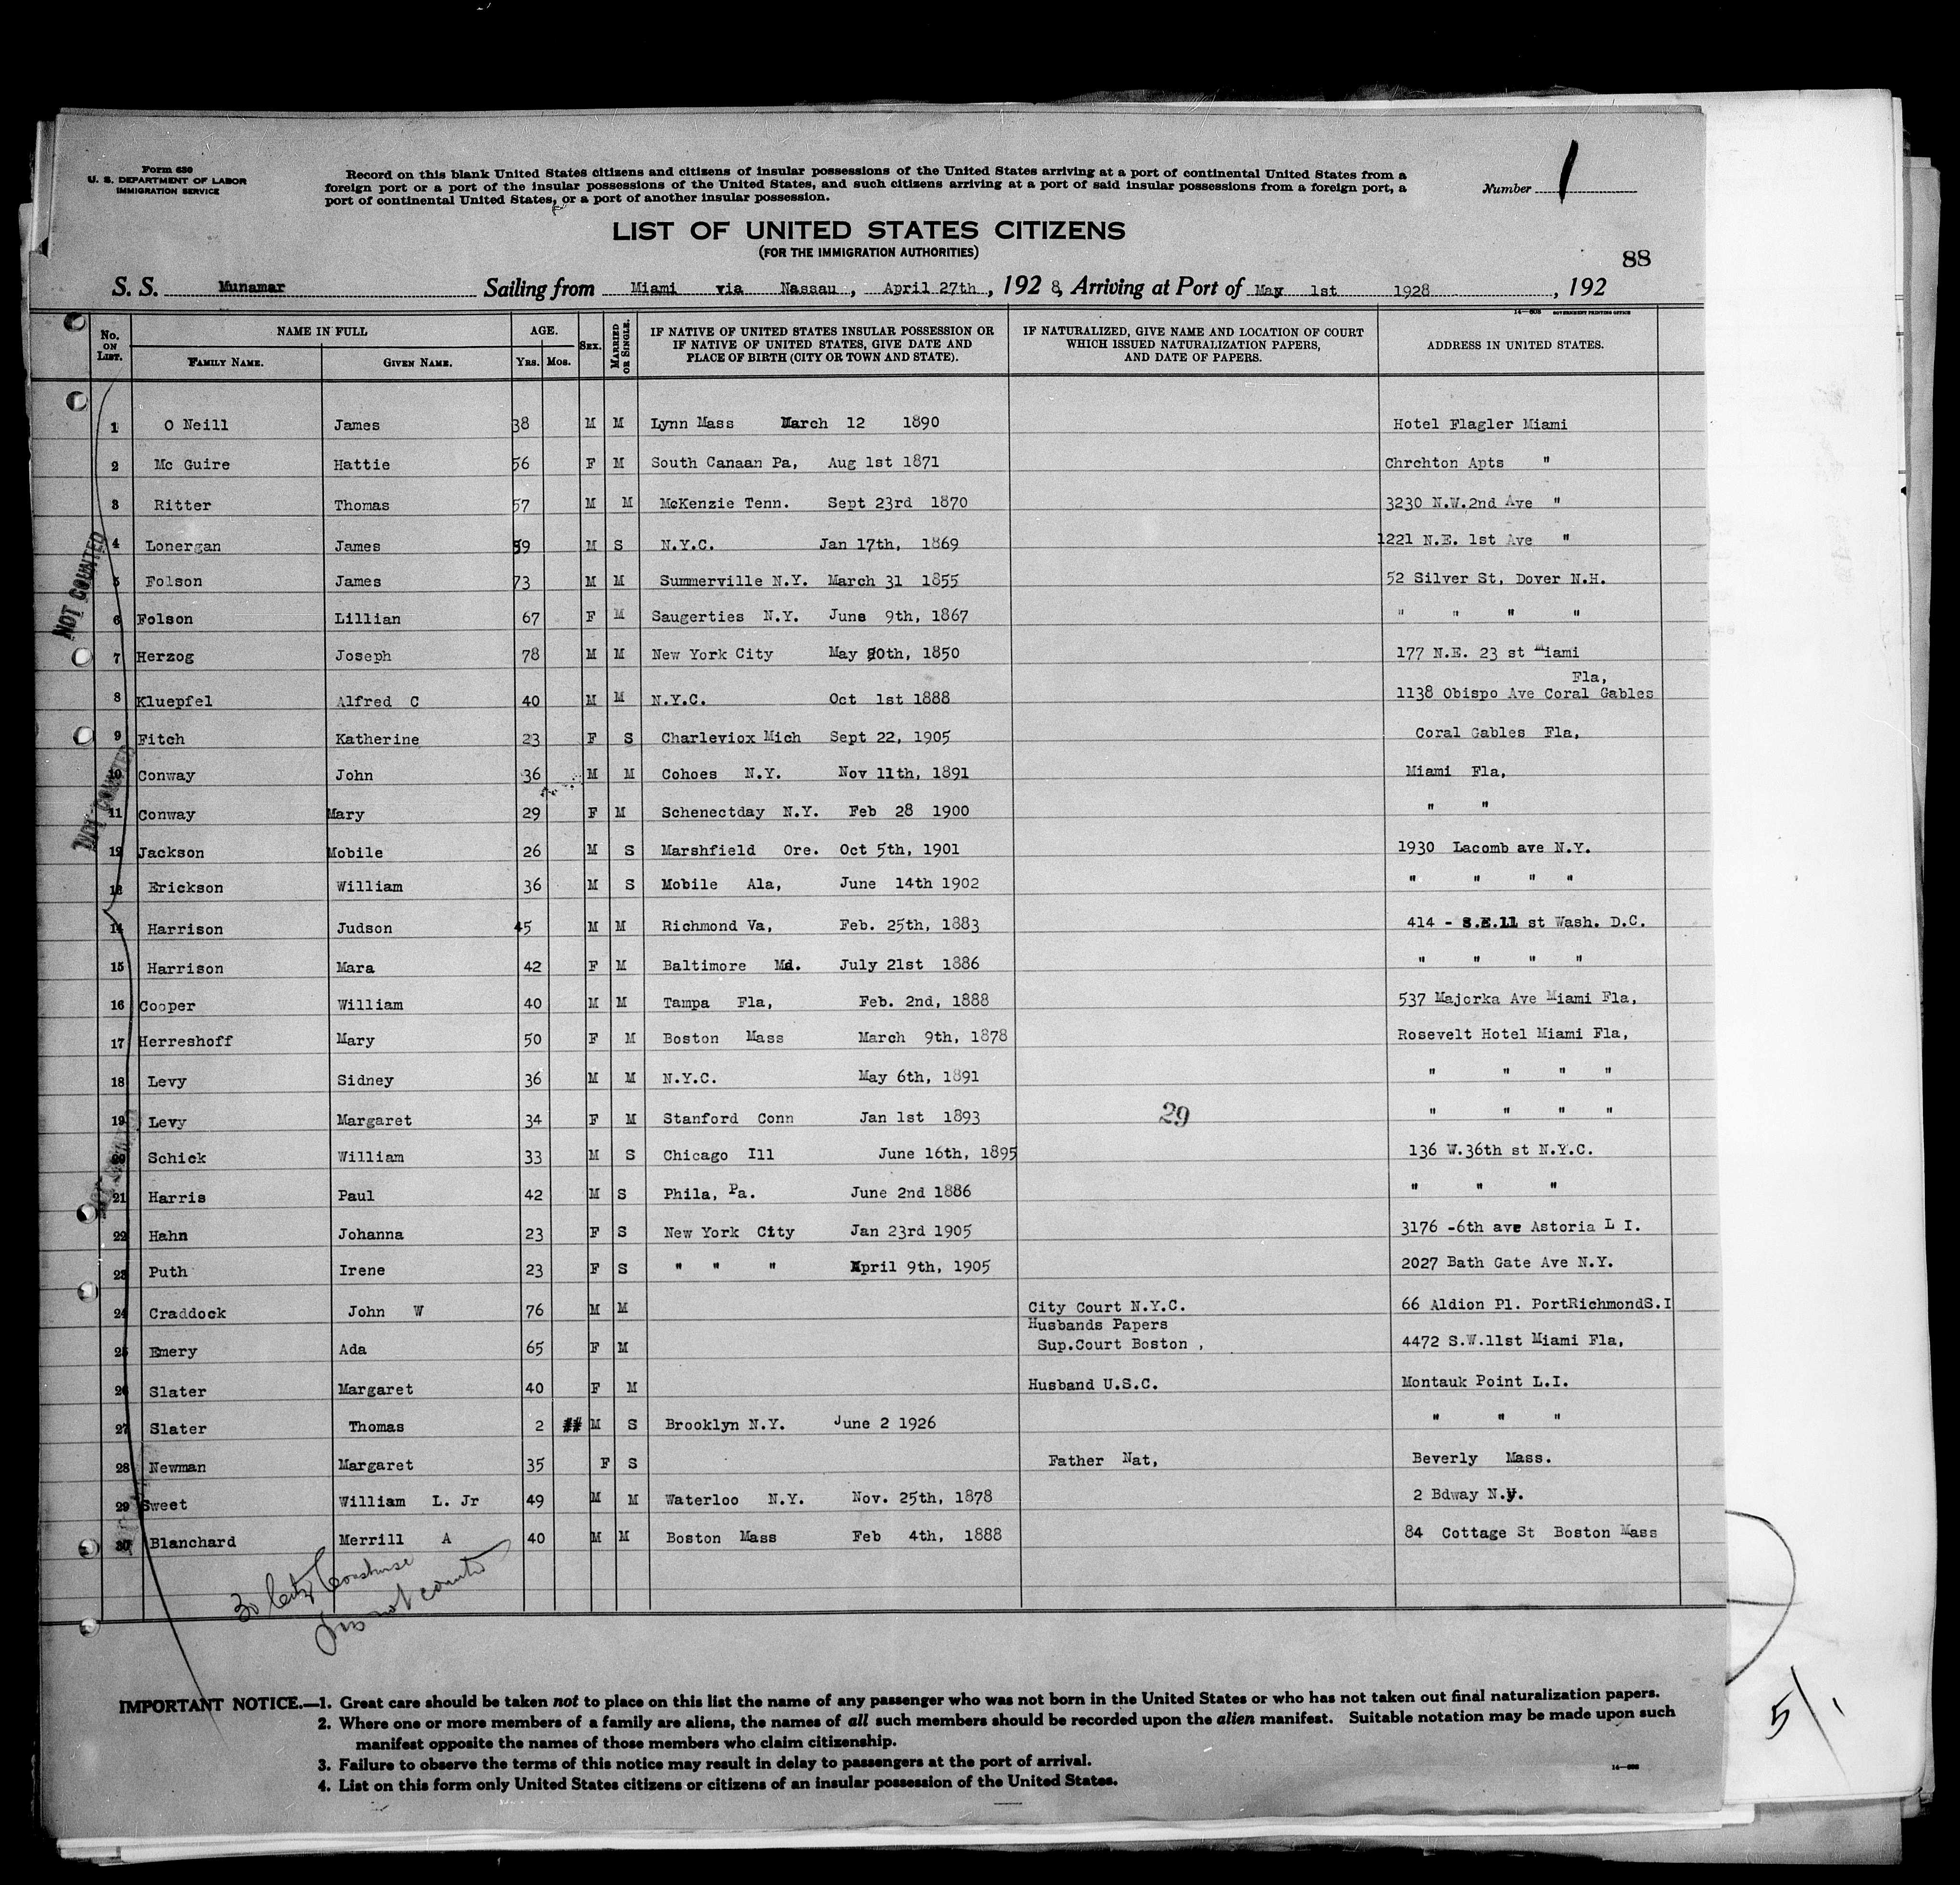 Form 630
U. S. DEPARTMENT OF LABOR
IMMIGRATION SERVICE
Record on this blank United States citizens and citizens of insular possessions of the United States arriving at a port of continental United States from a
foreign port or a port of the insular possessions of the United States, and such citizens arriving at a port of said insular possessions from a foreign port, a
port of continental United States, or a port of another insular possession.
Number 1
LIST OF UNITED STATES CITIZENS
(FOR THE IMMIGRATION AUTHORITIES)
88
S. S. Munamar Sailing from Miami via Nassau, April 27th, 192 8, Arriving at Port of May 1st 1928, 192
14—608 GOVERNMENT PRINTING OFFICE
No. ON LIST. NAME IN FULL FAMILY NAME. GIVEN NAME. AGE. YRS. MOS. SEX. MARRIED OR SINGLE. IF NATIVE OF UNITED STATES INSULAR POSSESSION OR IF NATIVE OF UNITED STATES, GIVE DATE AND PLACE OF BIRTH (CITY OR TOWN AND STATE). IF NATURALIZED, GIVE NAME AND LOCATION OF COURT WHICH ISSUED NATURALIZATION PAPERS, AND DATE OF PAPERS. ADDRESS IN UNITED STATES.
1 O Neill James 38 M M Lynn Mass March 12 1890 Hotel Flagler Miami
2 Mc Guire Hattie 56 F M South Canaan Pa, Aug 1st 1871 Chrchton Apts "
3 Ritter Thomas 57 M M McKenzie Tenn. Sept 23rd 1870 3230 N.W.2nd Ave "
4 Lonergan James 59 M S N.Y.C. Jan 17th, 1869 1221 N.E. 1st Ave "
5 Folson James 73 M M Summerville N.Y. March 31 1855 52 Silver St, Dover N.H.
6 Folson Lillian 67 F M Saugerties N.Y. June 9th, 1867 " " " "
7 Herzog Joseph 78 M M New York City May 20th, 1850 177 N.E. 23 st Miami
Fla,
8 Kluepfel Alfred C 40 M M N.Y.C. Oct 1st 1888 1138 Obispo Ave Coral Gables
9 Fitch Katherine 23 F S Charleviox Mich Sept 22, 1905 Coral Gables Fla,
10 Conway John 36 M M Cohoes N.Y. Nov 11th, 1891 Miami Fla,
11 Conway Mary 29 F M Schenectday N.Y. Feb 28 1900 " "
12 Jackson Mobile 26 M S Marshfield Ore. Oct 5th, 1901 1930 Lacomb ave N.Y.
13 Erickson William 36 M S Mobile Ala, June 14th 1902 " " " "
14 Harrison Judson 45 M M Richmond Va, Feb. 25th, 1883 414 - S.E.11 st Wash. D.C.
15 Harrison Mara 42 F M Baltimore Md. July 21st 1886 " " " "
16 Cooper William 40 M M Tampa Fla, Feb. 2nd, 1888 537 Majorka Ave Miami Fla,
17 Herreshoff Mary 50 F M Boston Mass March 9th, 1878 Rosevelt Hotel Miami Fla,
18 Levy Sidney 36 M M N.Y.C. May 6th, 1891 " " " "
19 Levy Margaret 34 F M Stanford Conn Jan 1st 1893 29 " " " "
20 Schick William 33 M S Chicago Ill June 16th, 1895 136 W.36th st N.Y.C.
21 Harris Paul 42 M S Phila, Pa. June 2nd 1886 " " "
22 Hahn Johanna 23 F S New York City Jan 23rd 1905 3176 -6th ave Astoria L I.
23 Puth Irene 23 F S " " " April 9th, 1905 2027 Bath Gate Ave N.Y.
24 Craddock John W 76 M M City Court N.Y.C. 66 Aldion Pl. PortRichmondS.I
Husbands Papers
25 Emery Ada 65 F M Sup.Court Boston , 4472 S.W.11st Miami Fla,
26 Slater Margaret 40 F M Husband U.S.C. Montauk Point L.I.
27 Slater Thomas 2 ## M S Brooklyn N.Y. June 2 1926 " " "
28 Newman Margaret 35 F S Father Nat, Beverly Mass.
29 Sweet William L. Jr 49 M M Waterloo N.Y. Nov. 25th, 1878 2 Bdway N.y.
30 Blanchard Merrill A 40 M M Boston Mass Feb 4th, 1888 84 Cottage St Boston Mass
NOT COUNTED
NOT COUNTED
30
not
IMPORTANT NOTICE.—1. Great care should be taken not to place on this list the name of any passenger who was not born in the United States or who has not taken out final naturalization papers.
2. Where one or more members of a family are aliens, the names of all such members should be recorded upon the alien manifest. Suitable notation may be made upon such
manifest opposite the names of those members who claim citizenship.
3. Failure to observe the terms of this notice may result in delay to passengers at the port of arrival.
4. List on this form only United States citizens or citizens of an insular possession of the United States.
14—608
5/1